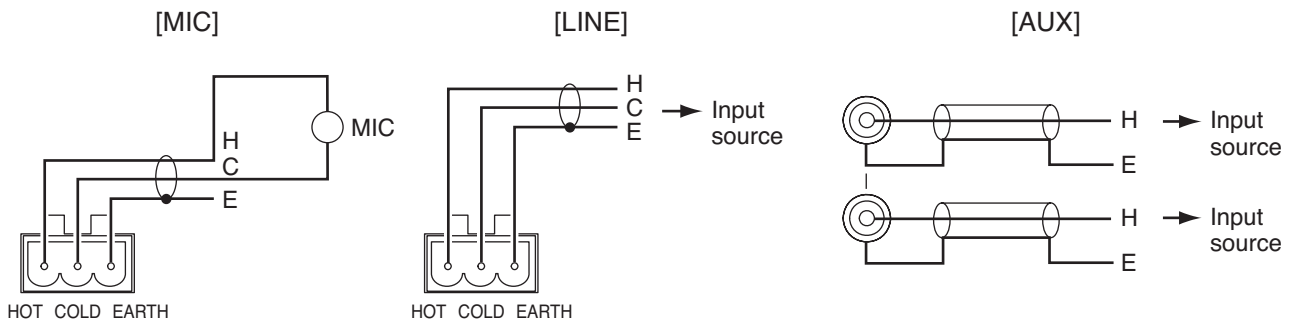 [MIC]
H
C
E
MIC
HOT COLD EARTH
[LINE]
H
C
E
Input
source
HOT COLD EARTH
[AUX]
H
Input
source
E
H
Input
source
E